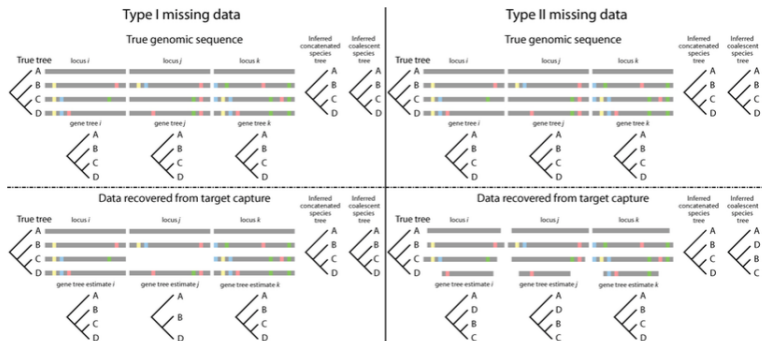 Type I missing data
True genomic sequence
True tree
locus i
locus j
locus k
Inferred
concatenated
species
tree
Inferred
coalescent
species
tree
A
B
C
D
A
B
C
D
A
B
C
D
gene tree i
gene tree j
gene tree k
A
B
C
D
A
B
C
D
A
B
C
D
Type II missing data
True genomic sequence
True tree
locus i
locus j
locus k
Inferred
concatenated
species
tree
Inferred
coalescent
species
tree
A
B
C
D
A
B
C
D
A
B
C
D
gene tree i
gene tree j
gene tree k
A
B
C
D
A
B
C
D
A
B
C
D
Data recovered from target capture
True tree
locus i
locus j
locus k
Inferred
concatenated
species
tree
Inferred
coalescent
species
tree
A
B
C
D
A
B
C
D
A
B
C
D
gene tree estimate i
gene tree estimate j
gene tree estimate k
A
B
C
D
A
B
D
A
B
C
D
Data recovered from target capture
True tree
locus i
locus j
locus k
Inferred
concatenated
species
tree
Inferred
coalescent
species
tree
A
B
C
D
A
B
C
D
A
D
B
C
gene tree estimate i
gene tree estimate j
gene tree estimate k
A
D
B
C
A
D
B
C
A
B
C
D